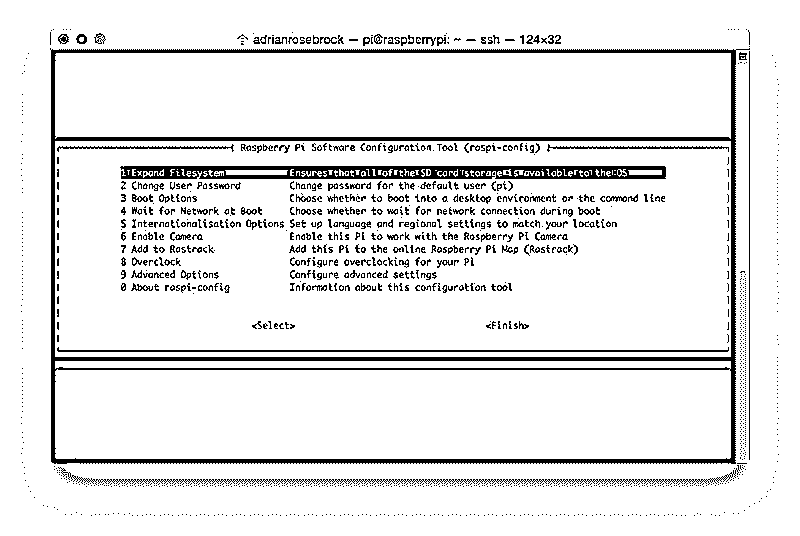 adrianrosebrock — pi@raspberrypi: ~ — ssh — 124x32
Raspberry Pi Software Configuration Tool (raspi-config)
1 Expand Filesystem Ensures that all of the SD card storage is available to the OS
2 Change User Password Change password for the default user (pi)
3 Boot Options Choose whether to boot into a desktop environment or the command line
4 Wait for Network at Boot Choose whether to wait for network connection during boot
5 Internationalisation Options Set up language and regional settings to match your location
6 Enable Camera Enable this Pi to work with the Raspberry Pi Camera
7 Add to Rastrack Add this Pi to the online Raspberry Pi Map (Rastrack)
8 Overclock Configure overclocking for your Pi
9 Advanced Options Configure advanced settings
0 About raspi-config Information about this configuration tool
<Select> <Finish>